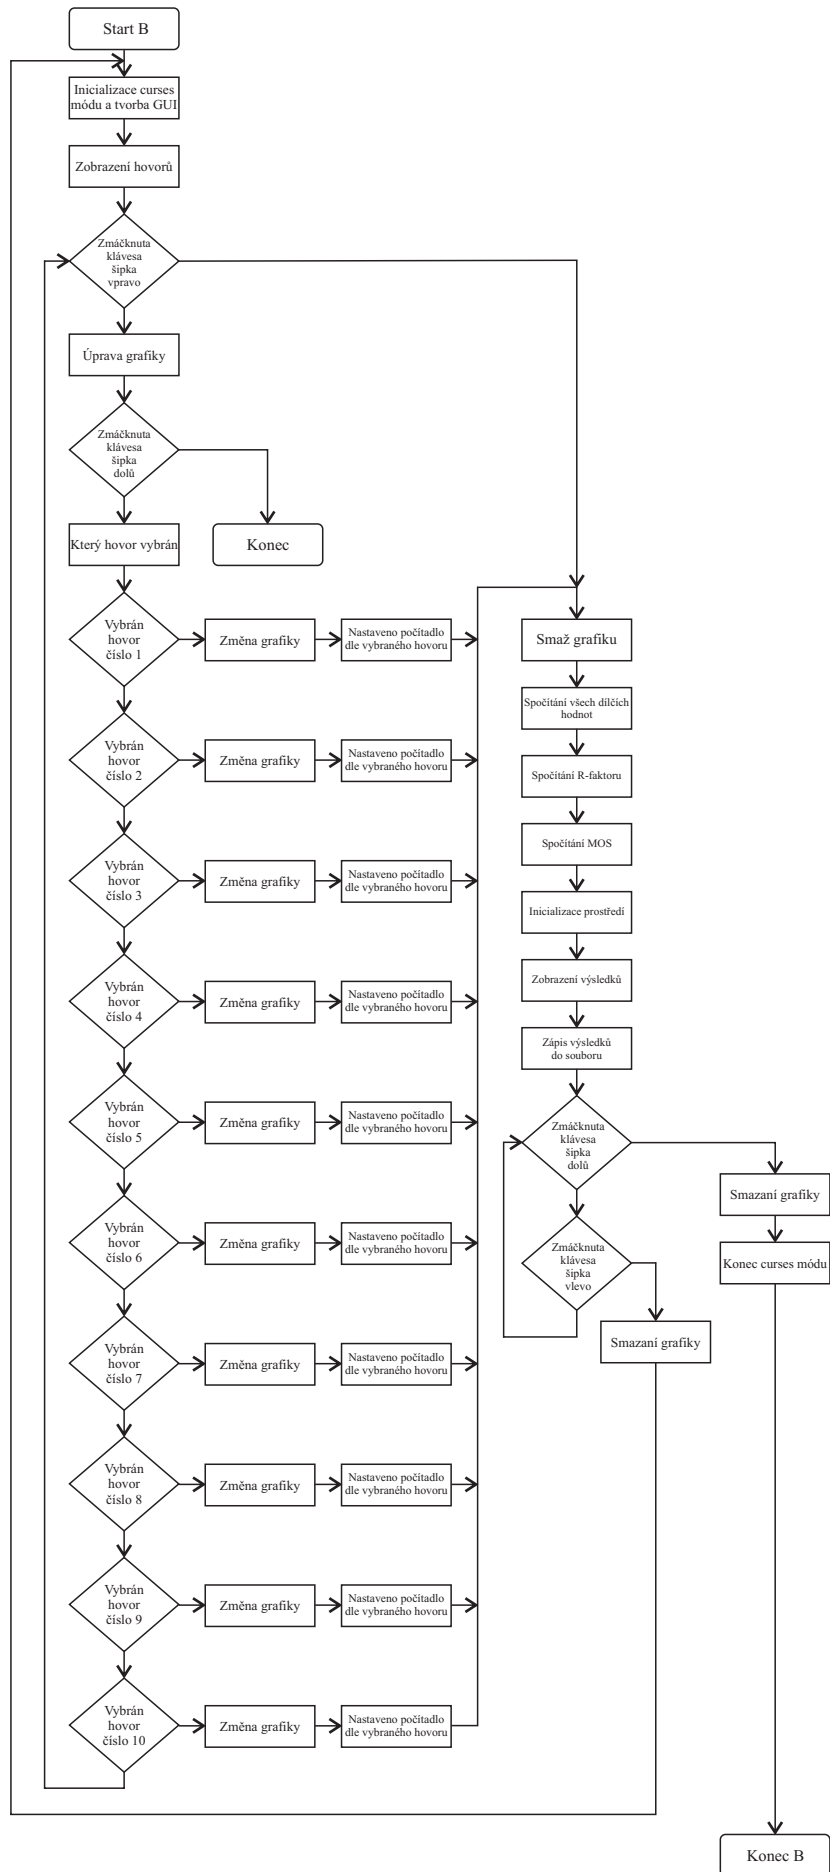 Start B
Inicializace curses
módu a tvorba GUI
Zobrazení hovorů
Zmáčknuta
klávesa
šipka
vpravo
Úprava grafiky
Zmáčknuta
klávesa
šipka
dolů
Který hovor vybrán
Konec
Vybrán
hovor
číslo 1
Změna grafiky
Nastaveno počítadlo
dle vybraného hovoru
Vybrán
hovor
číslo 2
Změna grafiky
Nastaveno počítadlo
dle vybraného hovoru
Vybrán
hovor
číslo 3
Změna grafiky
Nastaveno počítadlo
dle vybraného hovoru
Vybrán
hovor
číslo 4
Změna grafiky
Nastaveno počítadlo
dle vybraného hovoru
Vybrán
hovor
číslo 5
Změna grafiky
Nastaveno počítadlo
dle vybraného hovoru
Vybrán
hovor
číslo 6
Změna grafiky
Nastaveno počítadlo
dle vybraného hovoru
Vybrán
hovor
číslo 7
Změna grafiky
Nastaveno počítadlo
dle vybraného hovoru
Vybrán
hovor
číslo 8
Změna grafiky
Nastaveno počítadlo
dle vybraného hovoru
Vybrán
hovor
číslo 9
Změna grafiky
Nastaveno počítadlo
dle vybraného hovoru
Vybrán
hovor
číslo 10
Změna grafiky
Nastaveno počítadlo
dle vybraného hovoru
Smaž grafiku
Spočítání všech dílčích
hodnot
Spočítání R-faktoru
Spočítání MOS
Inicializace prostředí
Zobrazení výsledků
Zápis výsledků
do souboru
Zmáčknuta
klávesa
šipka
dolů
Zmáčknuta
klávesa
šipka
vlevo
Smazaní grafiky
Smazaní grafiky
Konec curses módu
Konec B